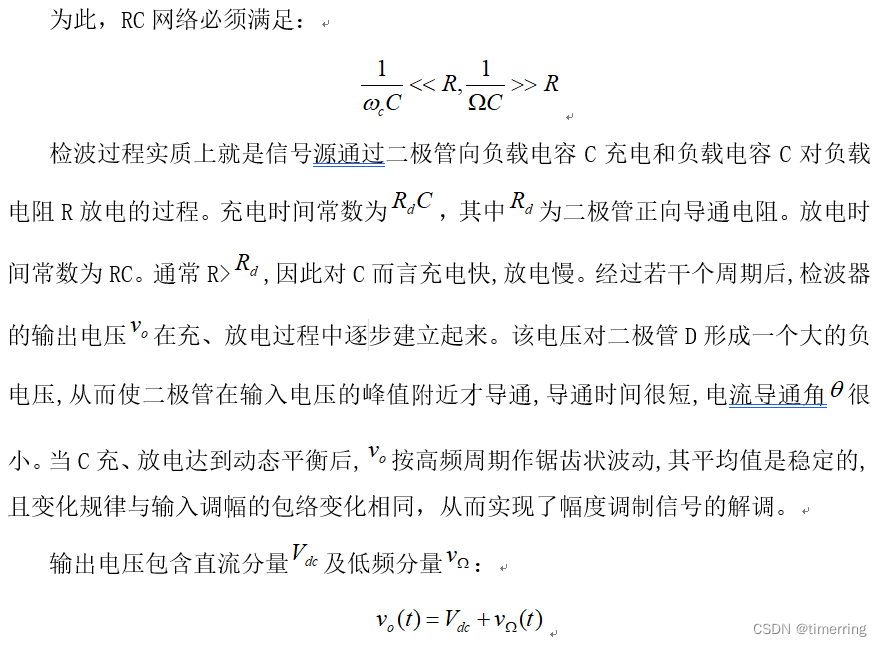 为此，RC 网络必须满足：
1/(ω_c C) << R, 1/(ΩC) >> R
检波过程实质上就是信号源通过二极管向负载电容 C 充电和负载电容 C 对负载
电阻 R 放电的过程。充电时间常数为 R_d C ，其中 R_d 为二极管正向导通电阻。放电时
间常数为 RC。通常 R> R_d ,因此对 C 而言充电快,放电慢。经过若干个周期后,检波器
的输出电压 v_o 在充、放电过程中逐步建立起来。该电压对二极管 D 形成一个大的负
电压,从而使二极管在输入电压的峰值附近才导通,导通时间很短,电流导通角 θ 很
小。当 C 充、放电达到动态平衡后, v_o 按高频周期作锯齿状波动,其平均值是稳定的,
且变化规律与输入调幅的包络变化相同，从而实现了幅度调制信号的解调。
输出电压包含直流分量 V_dc 及低频分量 v_Ω ：
v_o(t) = V_dc + v_Ω(t)
CSDN @timerring